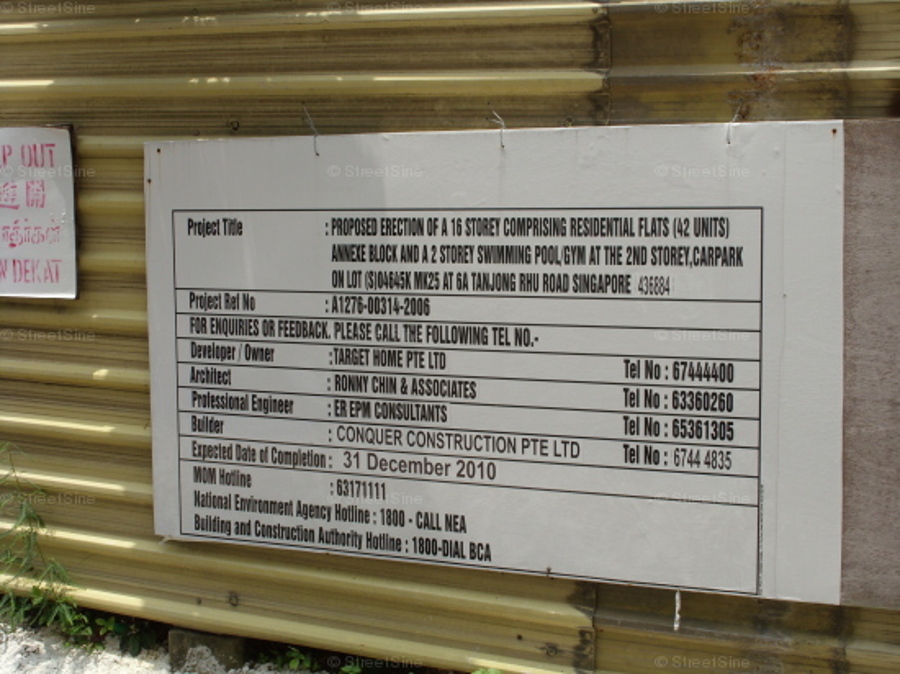 P OUT
DEKAT
Project Title : PROPOSED ERECTION OF A 16 STOREY COMPRISING RESIDENTIAL FLATS (42 UNITS)
ANNEXE BLOCK AND A 2 STOREY SWIMMING POOL/GYM AT THE 2ND STOREY,CARPARK
ON LOT (S)04645K MK25 AT 6A TANJONG RHU ROAD SINGAPORE 436884
Project Ref No : A1276-00314-2006
FOR ENQUIRIES OR FEEDBACK. PLEASE CALL THE FOLLOWING TEL NO.-
Developer / Owner :TARGET HOME PTE LTD Tel No : 67444400
Architect : RONNY CHIN & ASSOCIATES Tel No : 63360260
Professional Engineer : ER EPM CONSULTANTS Tel No : 65361305
Builder : CONQUER CONSTRUCTION PTE LTD Tel No : 6744 4835
Expected Date of Completion : 31 December 2010
MOM Hotline : 63171111
National Environment Agency Hotline : 1800 - CALL NEA
Building and Construction Authority Hotline : 1800-DIAL BCA
© StreetSine